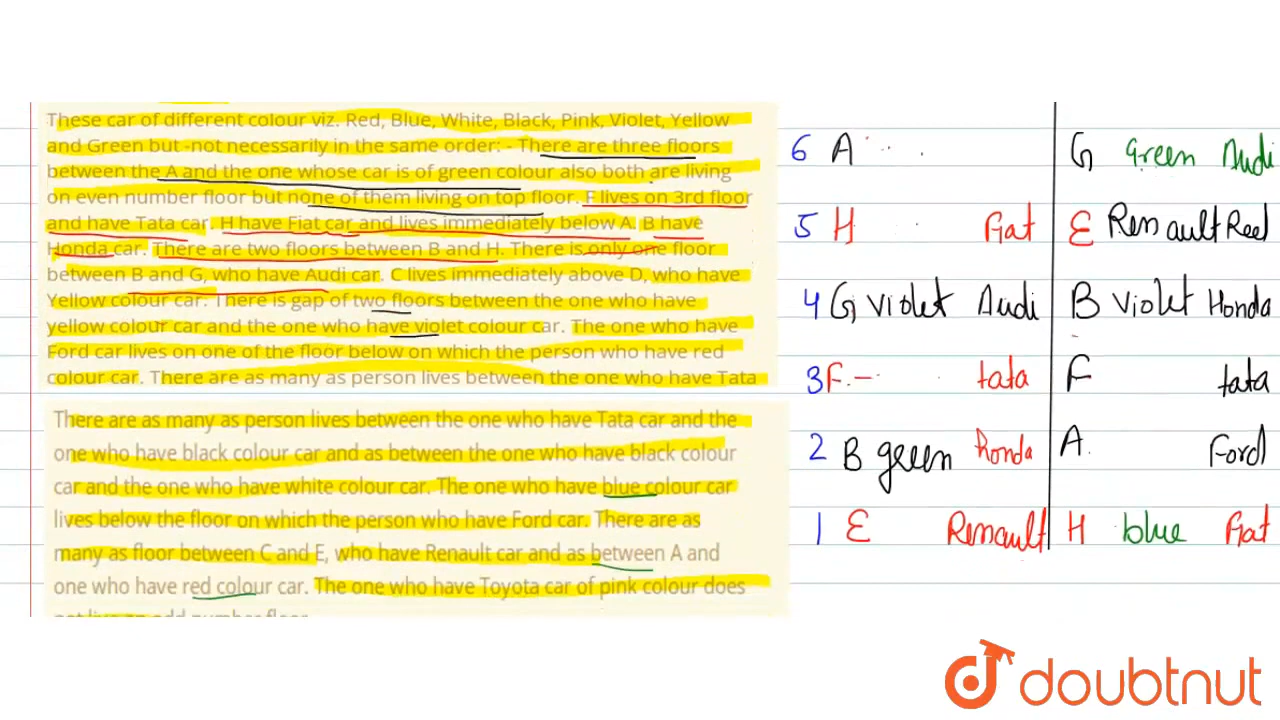 These car of different colour viz. Red, Blue, White, Black, Pink, Violet, Yellow
and Green but -not necessarily in the same order: - There are three floors
between the A and the one whose car is of green colour also both are living
on even number floor but none of them living on top floor. F lives on 3rd floor
and have Tata car. H have Fiat car and lives immediately below A. B have
Honda car. There are two floors between B and H. There is only one floor
between B and G, who have Audi car. C lives immediately above D, who have
Yellow colour car. There is gap of two floors between the one who have
yellow colour car and the one who have violet colour car. The one who have
Ford car lives on one of the floor below on which the person who have red
colour car. There are as many as person lives between the one who have Tata
There are as many as person lives between the one who have Tata car and the
one who have black colour car and as between the one who have black colour
car and the one who have white colour car. The one who have blue colour car
lives below the floor on which the person who have Ford car. There are as
many as floor between C and E, who have Renault car and as between A and
one who have red colour car. The one who have Toyota car of pink colour does
not live on odd number floor
6 A G Green Audi
5 H fiat E Renault Red
4 G violet Audi B violet Honda
3 F - tata F tata
2 B green honda A Ford
1 E Renault H blue fiat
doubtnut